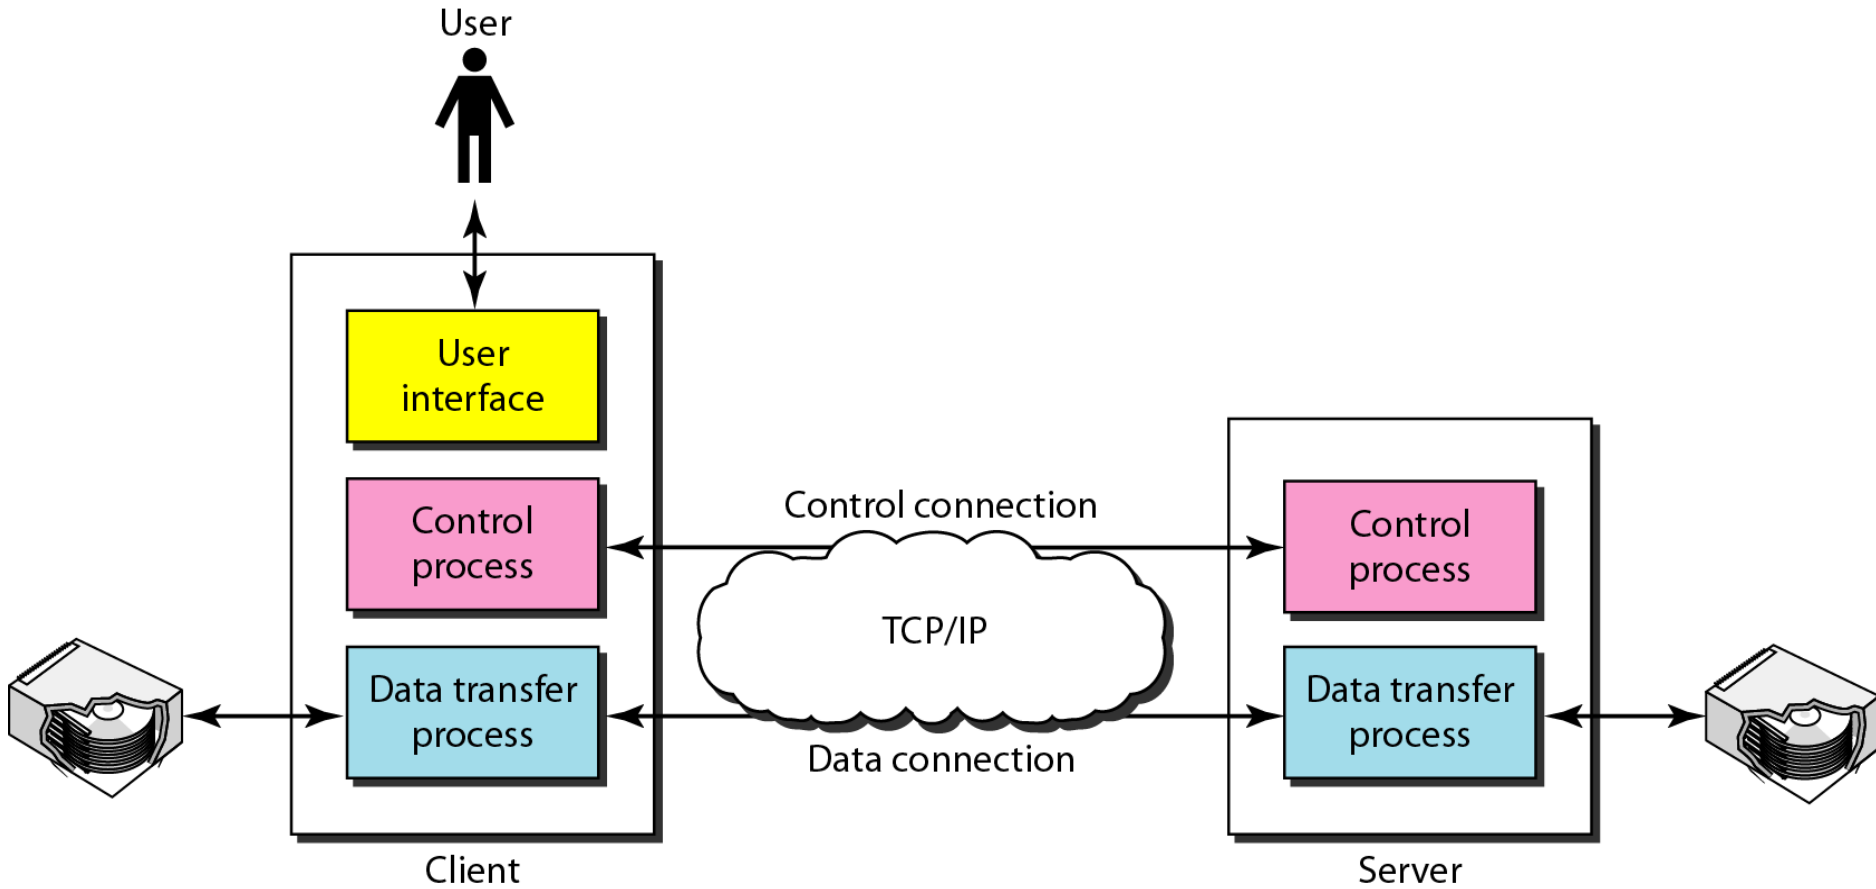 User
User
interface
Control connection
Control
process
Control
process
TCP/IP
Data transfer
process
Data transfer
process
Data connection
Client
Server